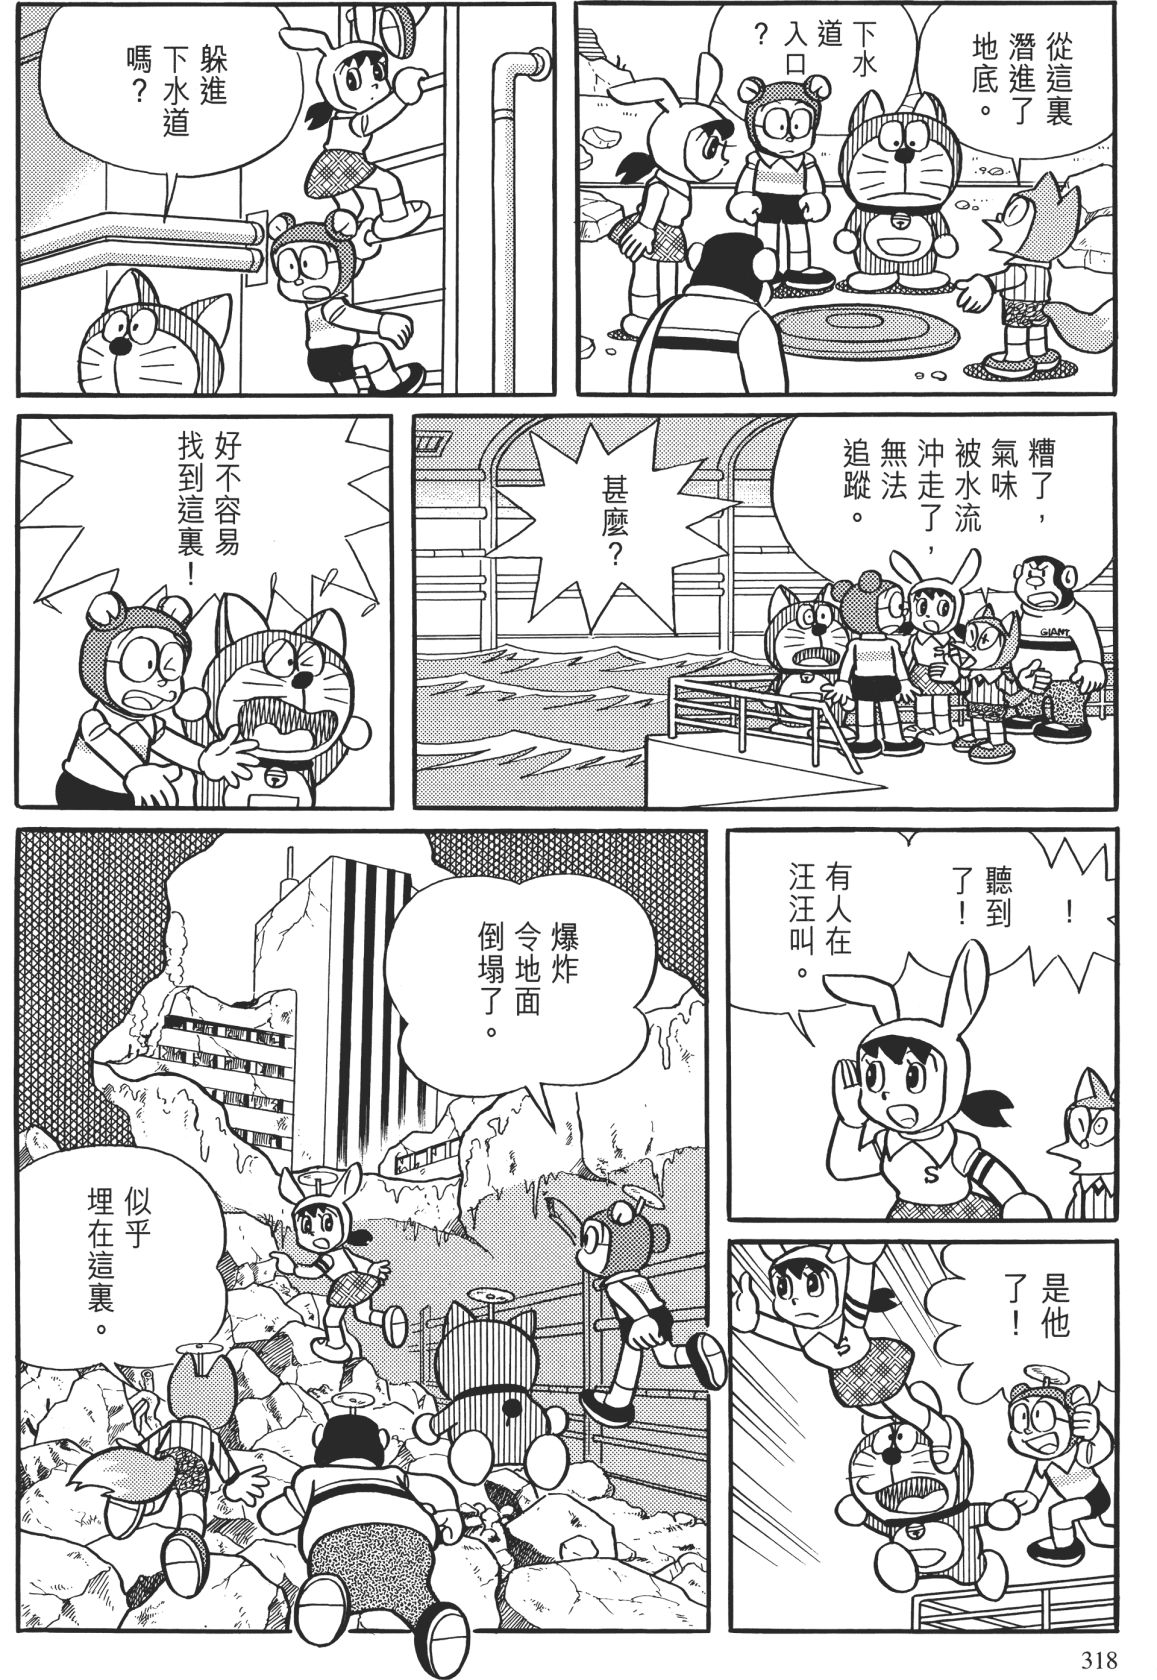 從這裏
潛進了
地底。
下水
道
入口
？
躲進
下水道
嗎？
糟了，
氣味
被水流
沖走了，
無法
追蹤。
甚麼？
GIANT
好不容易
找到這裏！
！
聽到
了！
有人在
汪汪叫。
S
是他
了！
S
爆炸
令地面
倒塌了。
似乎
埋在這裏。
318